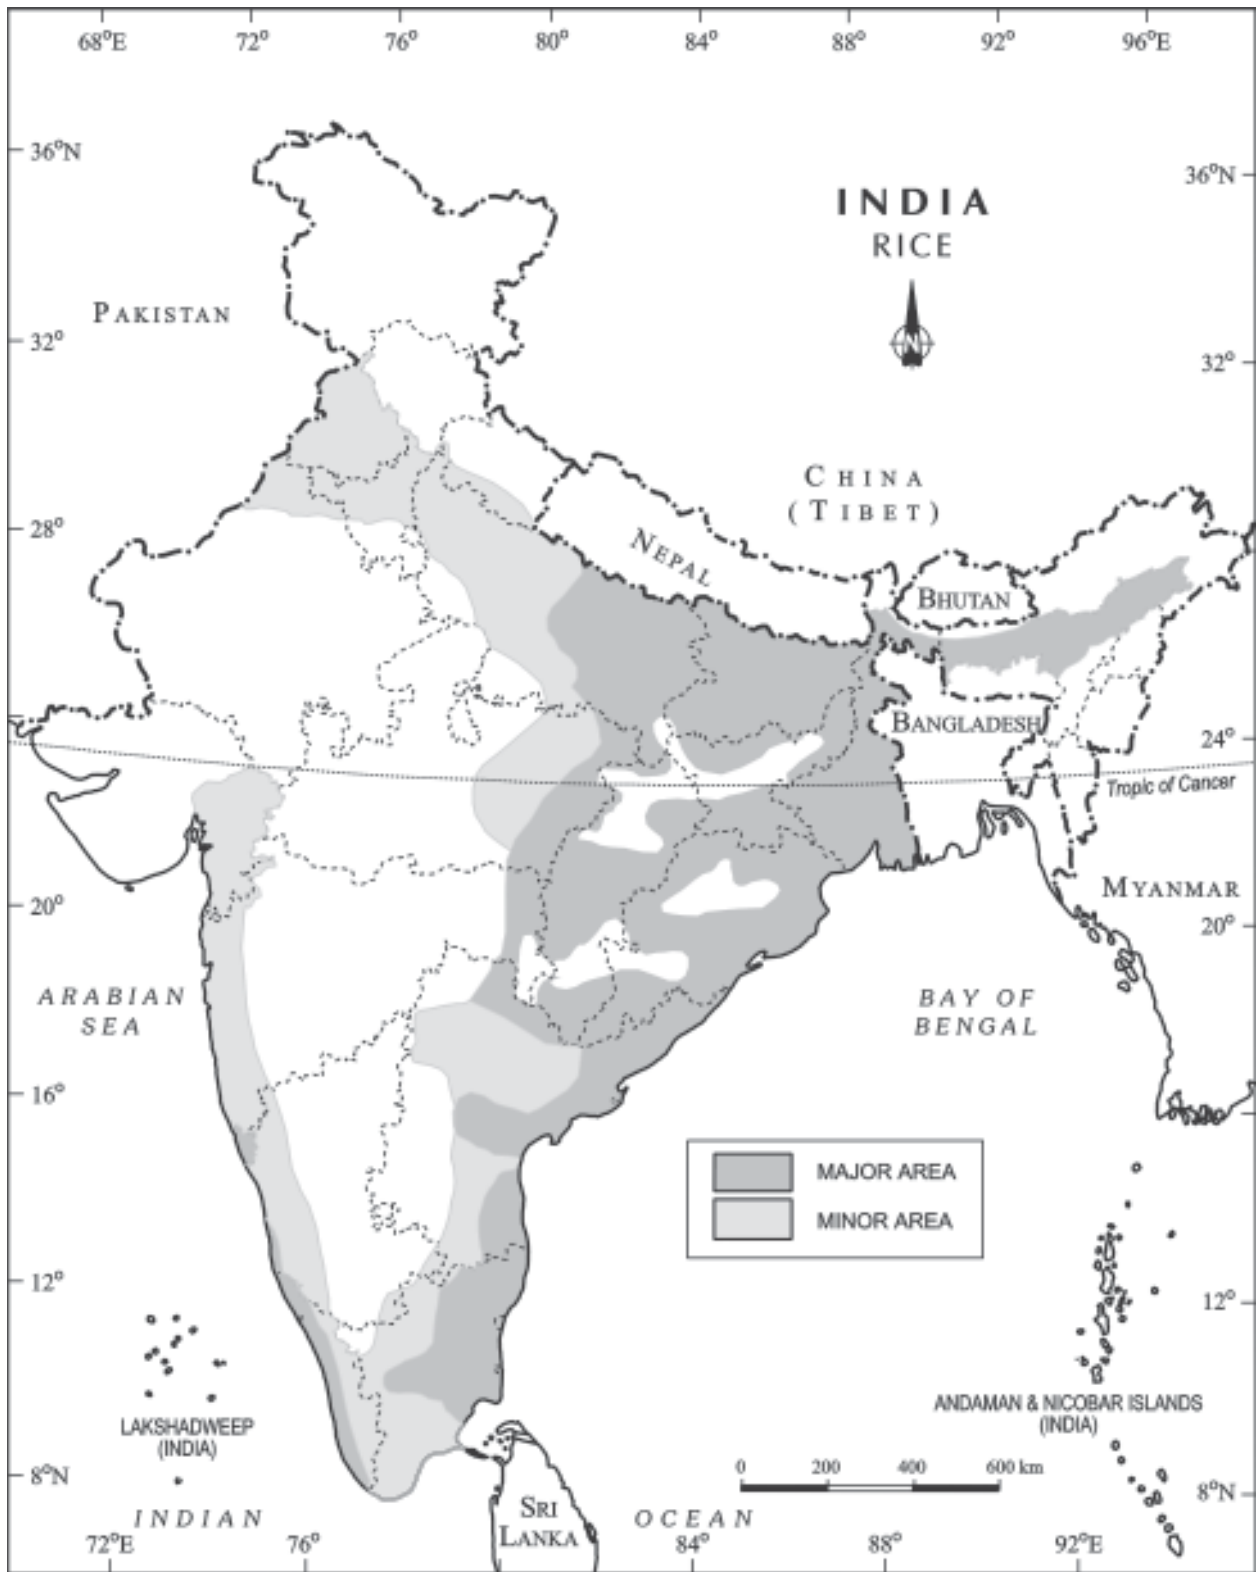 68°E 72° 76° 80° 84° 88° 92° 96°E
36°N
36°N
INDIA
RICE
N
PAKISTAN
32°
32°
CHINA
(TIBET)
28°
NEPAL
BHUTAN
BANGLADESH
24°
Tropic of Cancer
MYANMAR
20°
20°
ARABIAN
SEA
BAY OF
BENGAL
16°
MAJOR AREA
MINOR AREA
12°
12°
LAKSHADWEEP
(INDIA)
ANDAMAN & NICOBAR ISLANDS
(INDIA)
0 200 400 600 km
8°N
8°N
SRI
LANKA
INDIAN OCEAN
72°E 76° 84° 88° 92°E